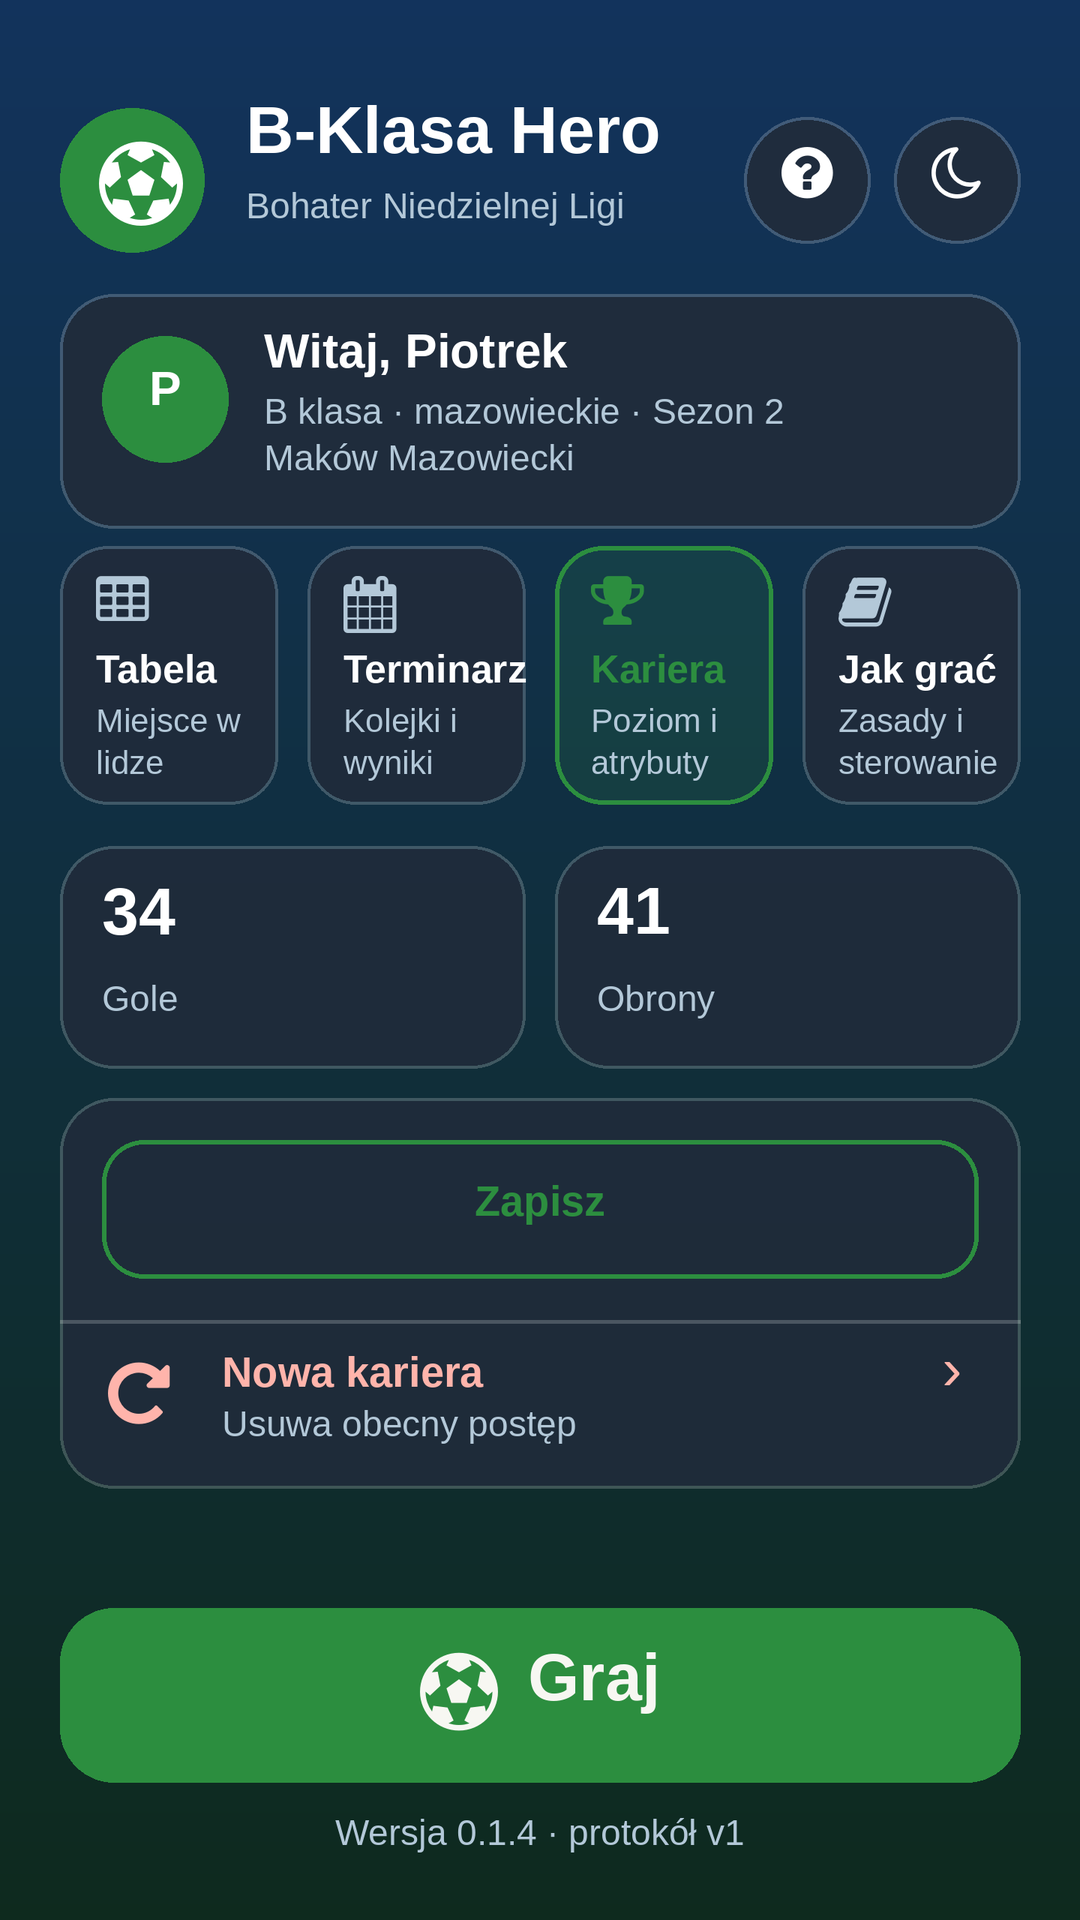 B-Klasa Hero
Bohater Niedzielnej Ligi
P
Witaj, Piotrek
B klasa · mazowieckie · Sezon 2
Maków Mazowiecki
Tabela
Miejsce w
lidze
Terminarz
Kolejki i
wyniki
Kariera
Poziom i
atrybuty
Jak grać
Zasady i
sterowanie
34
Gole
41
Obrony
Zapisz
Nowa kariera
Usuwa obecny postęp
Graj
Wersja 0.1.4 · protokół v1